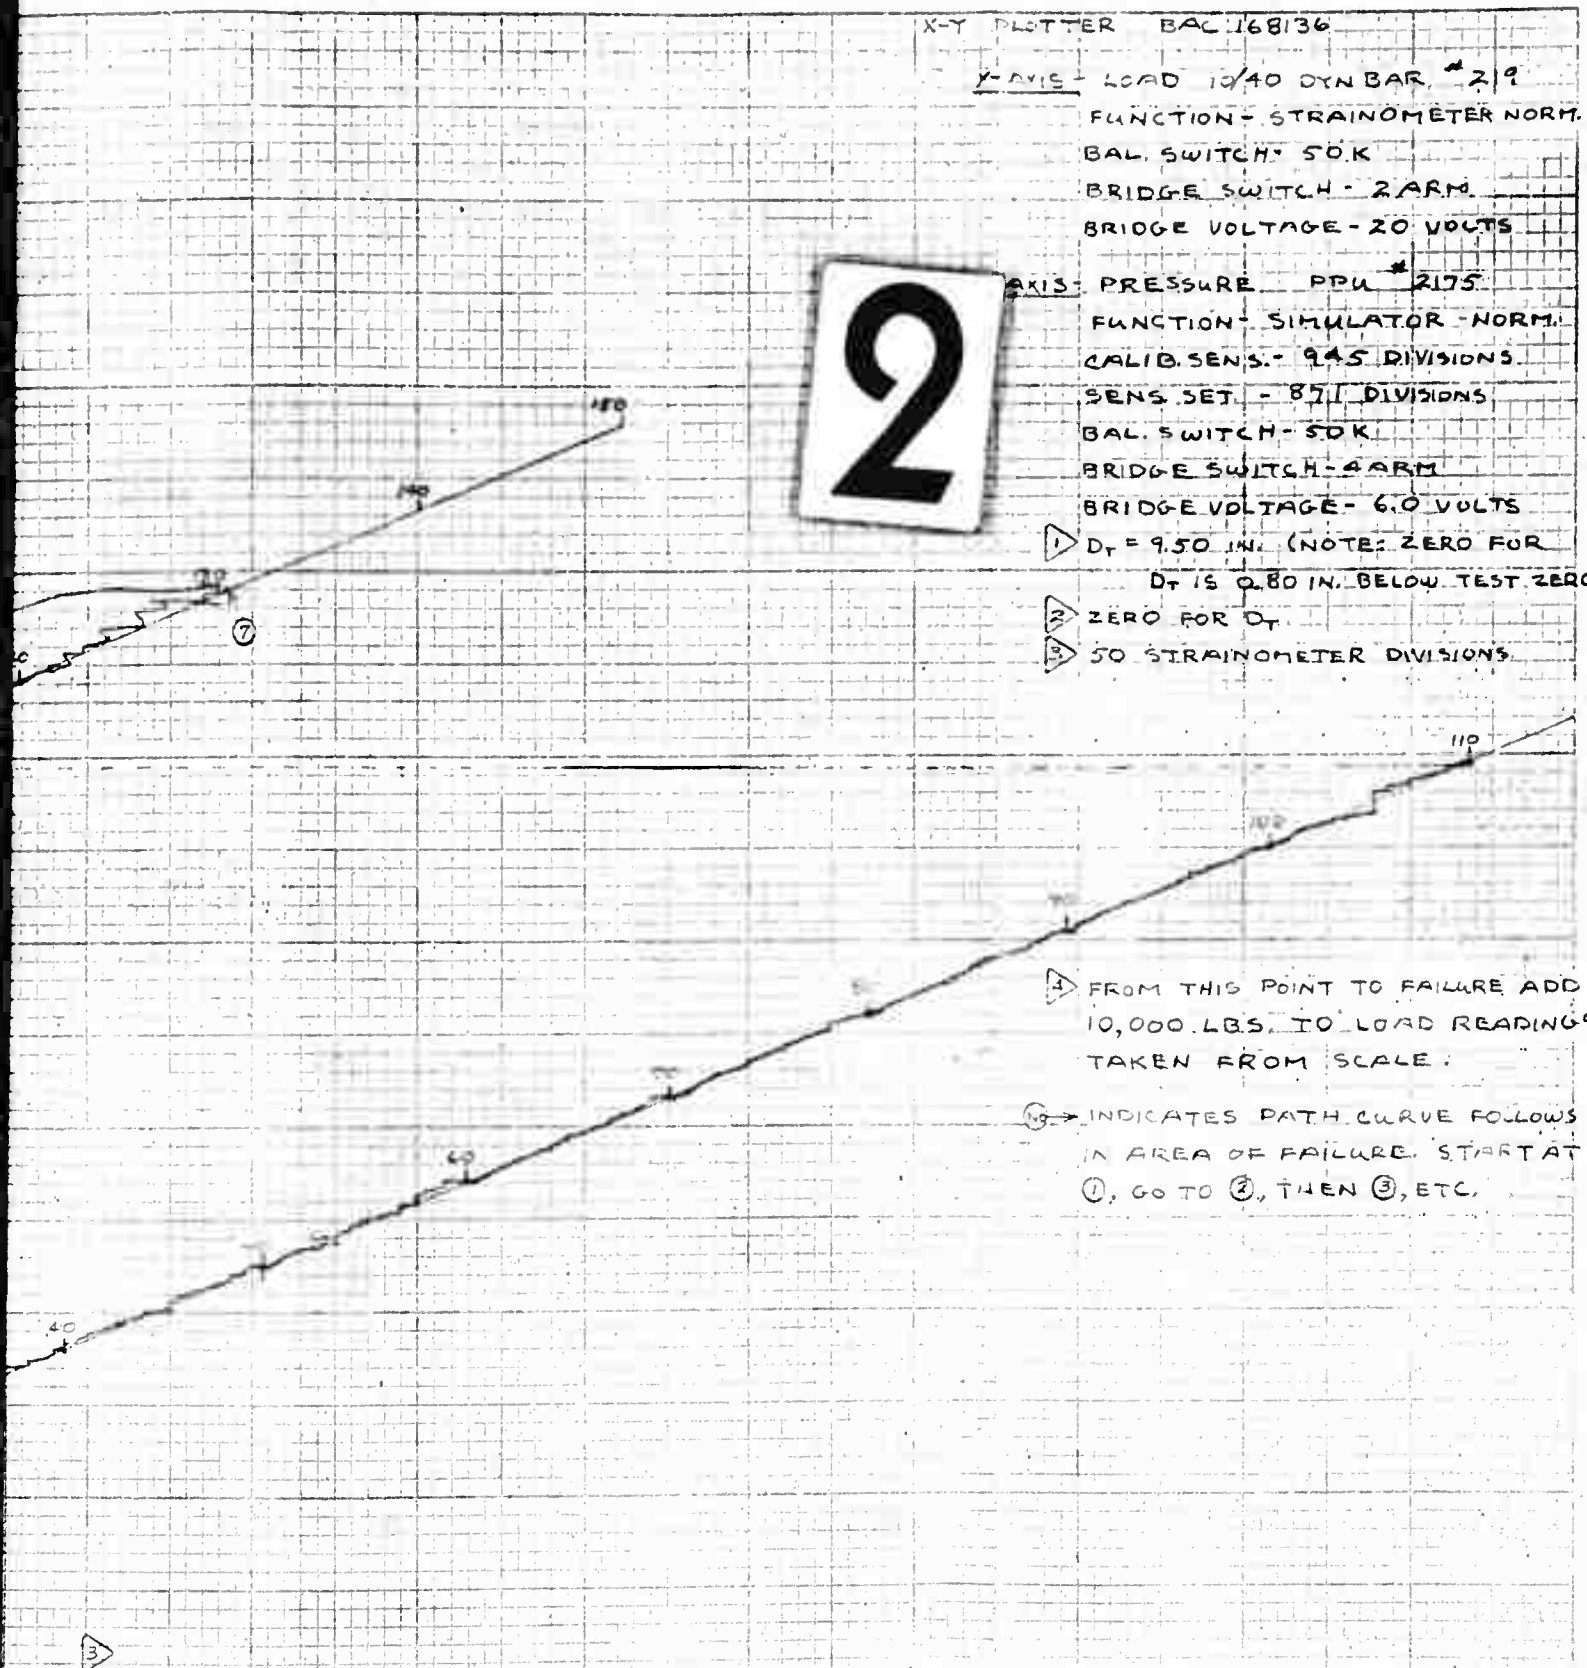 X-Y PLOTTER BAC 168136
Y-AXIS - LOAD 10/40 DYN BAR #219
FUNCTION - STRAINOMETER NORM.
BAL. SWITCH - 50 K
BRIDGE SWITCH - 2 ARM
BRIDGE VOLTAGE - 20 VOLTS
2
AXIS - PRESSURE PPU #2175
FUNCTION - SIMULATOR - NORM.
CALIB. SENS. - 945 DIVISIONS
SENS. SET. - 871 DIVISIONS
BAL. SWITCH - 50 K
BRIDGE SWITCH - 4 ARM
BRIDGE VOLTAGE - 6.0 VOLTS
1 DT = 9.50 IN. (NOTE: ZERO FOR
DT IS 0.80 IN. BELOW TEST ZERO
2 ZERO FOR DT
3 50 STRAINOMETER DIVISIONS
150
140
7
110
100
4 FROM THIS POINT TO FAILURE ADD
10,000 LBS. TO LOAD READINGS
TAKEN FROM SCALE.
NO → INDICATES PATH CURVE FOLLOWS
IN AREA OF FAILURE. START AT
①, GO TO ②, THEN ③, ETC.
60
40
3